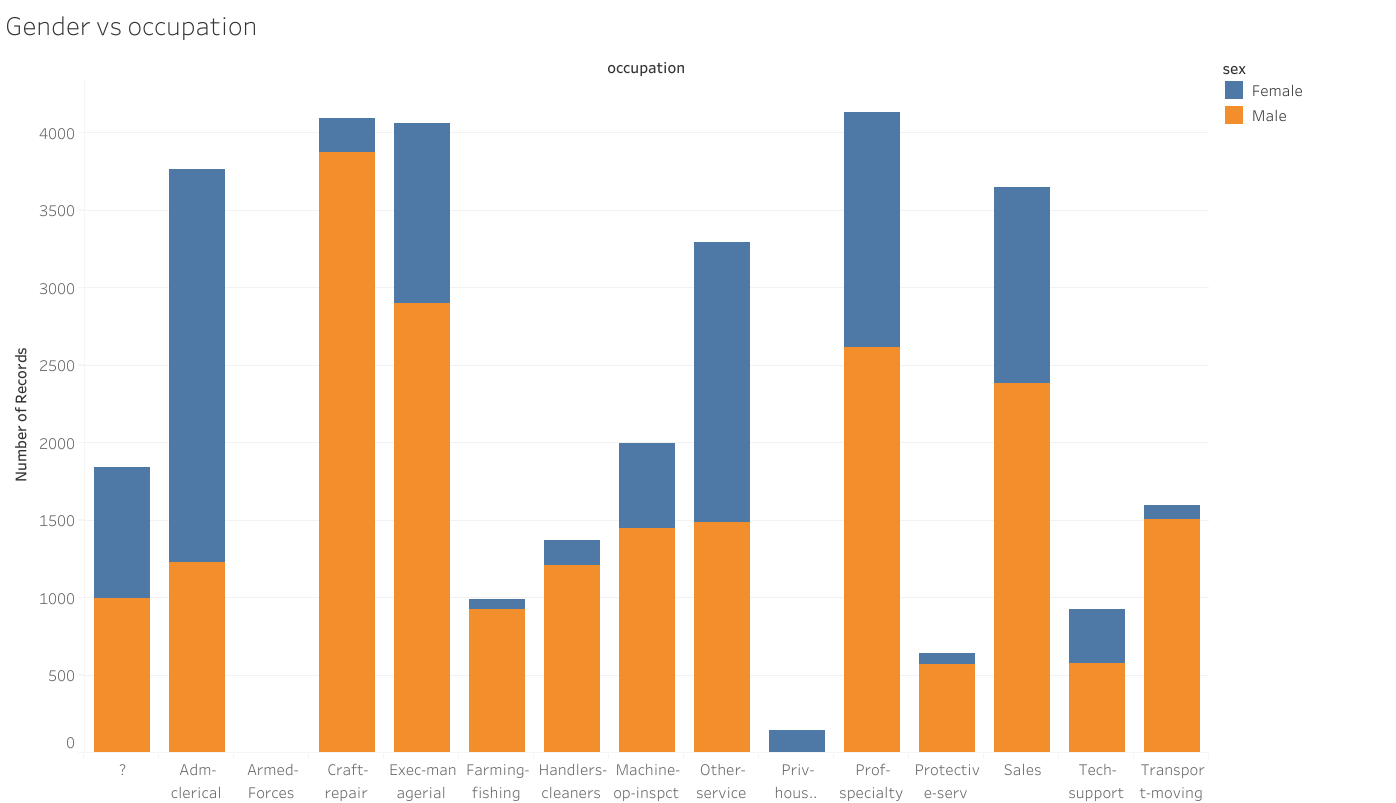 Gender vs occupation
occupation
sex
Female
Male
Number of Records
4000
3500
3000
2500
2000
1500
1000
500
0
?
Adm-
clerical
Armed-
Forces
Craft-
repair
Exec-man
agerial
Farming-
fishing
Handlers-
cleaners
Machine-
op-inspct
Other-
service
Priv-
hous..
Prof-
specialty
Protectiv
e-serv
Sales
Tech-
support
Transpor
t-moving